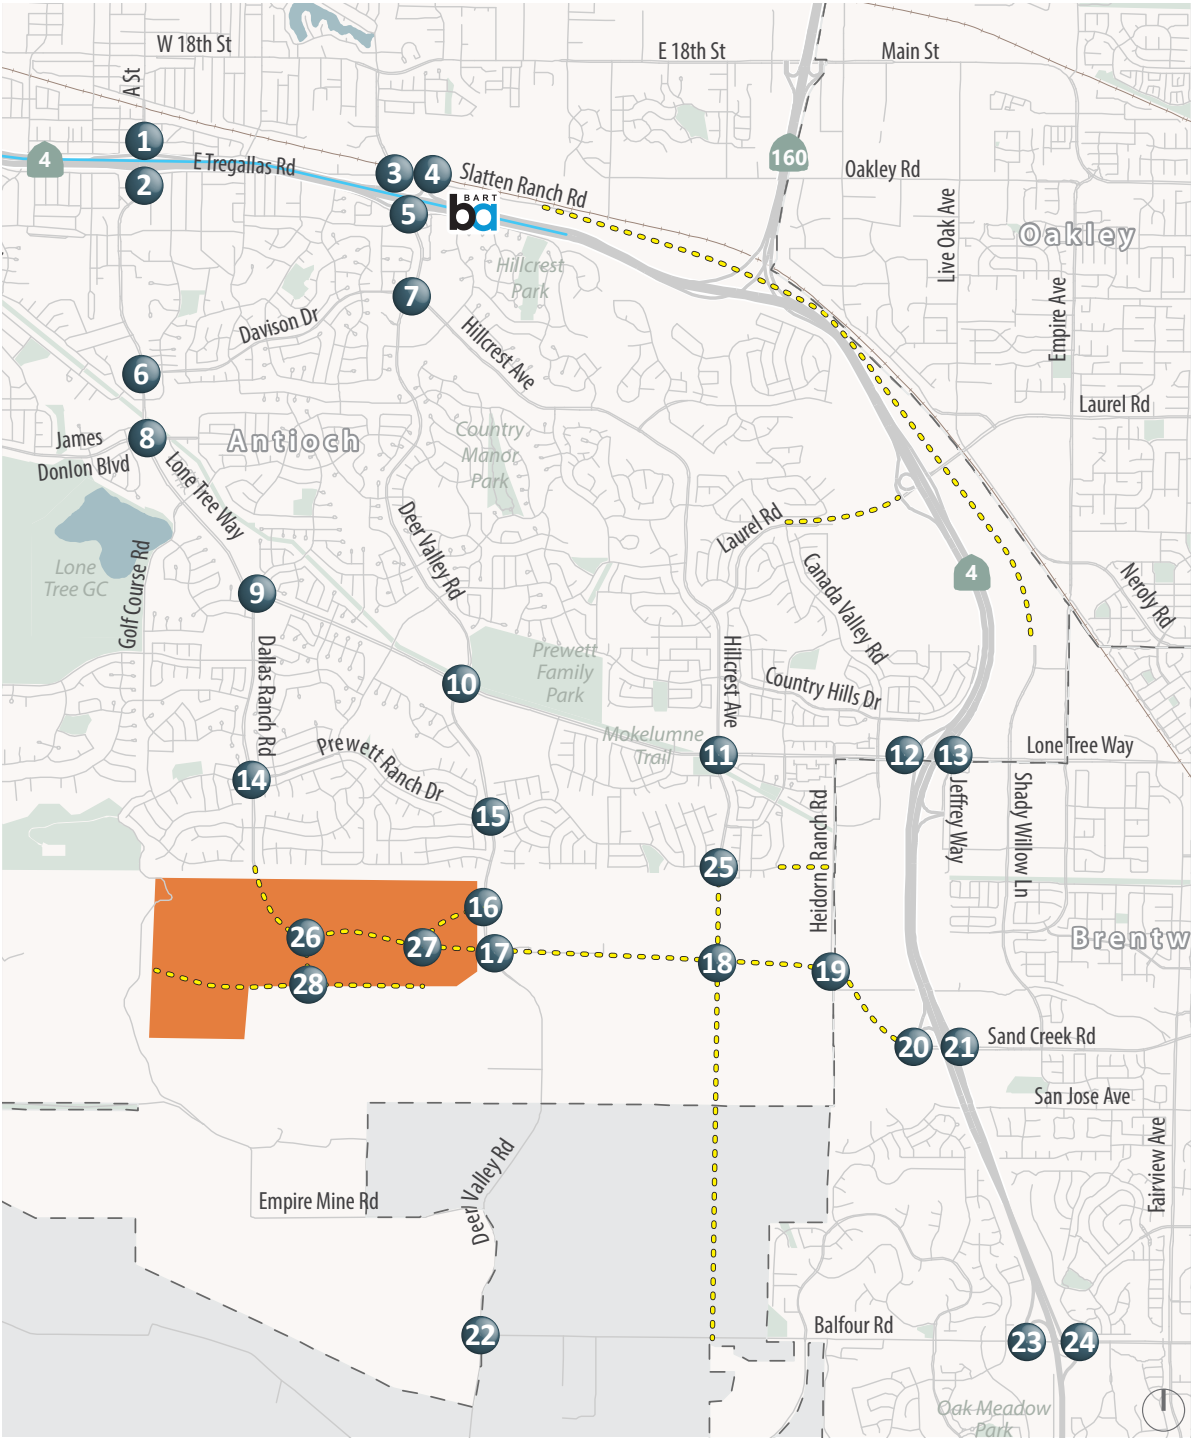 W 18th St
E 18th St
Main St
A St
1
4
E Tregallas Rd
2
3
4
Slatten Ranch Rd
160
Oakley Rd
BART
ba
5
Live Oak Ave
Oakley
Hillcrest
Park
7
Empire Ave
Davison Dr
Hillcrest Ave
6
Laurel Rd
James
Donlon Blvd
8
Antioch
Country
Manor
Park
Lone Tree Way
Deer Valley Rd
Laurel Rd
Lone
Tree GC
Golf Course Rd
9
Canada Valley Rd
4
Neroly Rd
Dallas Ranch Rd
Prewett
Family
Park
Hillcrest Ave
10
Country Hills Dr
Mokelumne
Trail
11
12
13
Lone Tree Way
Prewett Ranch Dr
14
15
Heidorn Ranch Rd
Jeffrey Way
Shady Willow Ln
25
16
26
27
17
18
19
Brentw
28
20
21
Sand Creek Rd
San Jose Ave
Fairview Ave
Empire Mine Rd
Deer Valley Rd
22
Balfour Rd
23
24
Oak Meadow
Park